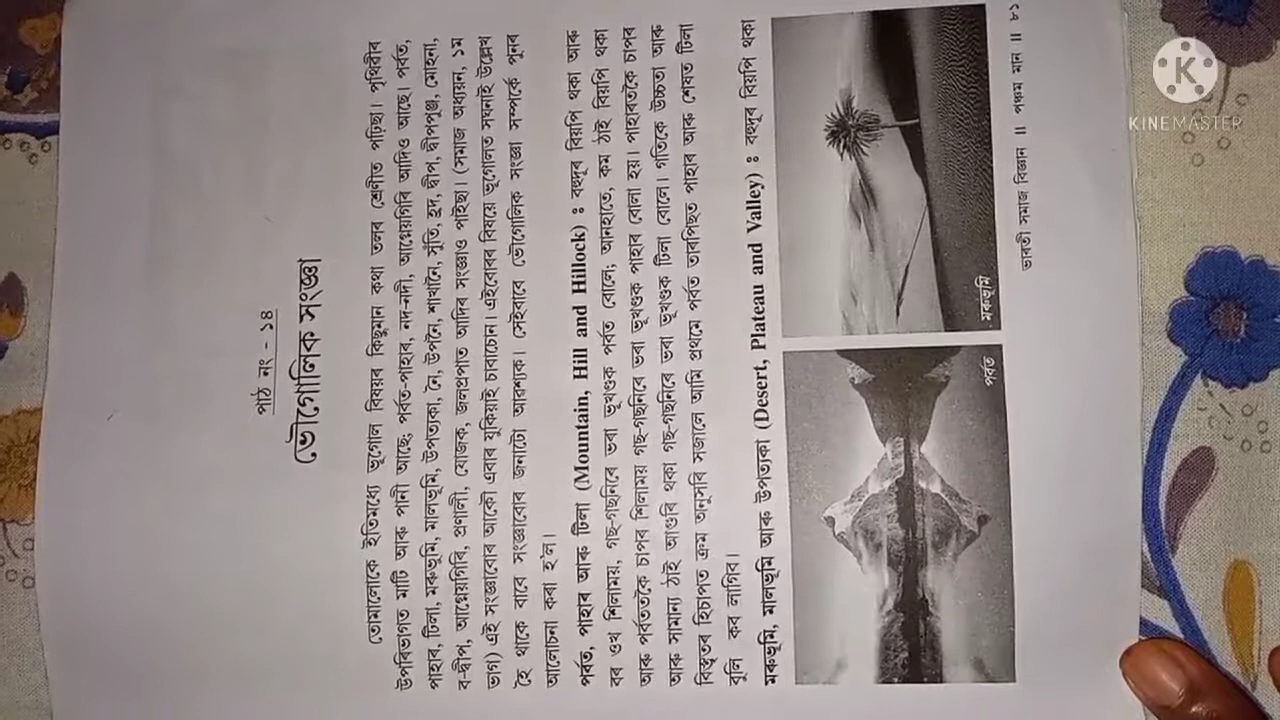 পাঠ নং - ১৪
ভৌগোলিক সংজ্ঞা
তোমালোকে ইতিমধ্যে ভূগোল বিষয়ৰ কিছুমান কথা তলৰ শ্ৰেণীত পঢ়িছা। পৃথিৱীৰ
উপৰিভাগত মাটি আৰু পানী আছে, পৰ্বত-পাহাৰ, নদ-নদী, আগ্নেয়গিৰি আদিও আছে। পৰ্বত,
পাহাৰ, টিলা, মৰুভূমি, মালভূমি, উপত্যকা, নৈ, উপনৈ, শাখানৈ, সুঁতি, হ্ৰদ, দ্বীপ, দ্বীপপুঞ্জ, মোহনা,
ব-দ্বীপ, আগ্নেয়গিৰি, প্ৰণালী, যোজক, জলপ্ৰপাত আদিৰ সংজ্ঞাও পাইছা। (সমাজ অধ্যয়ন, ১ম
ভাগ) এই সংজ্ঞাবোৰ আকৌ এবাৰ ঘূৰিয়াই চাবাচোন। এইবোৰৰ বিষয়ে ভূগোলত সঘনাই উল্লেখ
হৈ থাকে বাবে সংজ্ঞাবোৰ জনাটো আৱশ্যক। সেইবাবে ভৌগোলিক সংজ্ঞা সম্পৰ্কে পুনৰ
আলোচনা কৰা হ'ল।
পৰ্বত, পাহাৰ আৰু টিলা (Mountain, Hill and Hillock) ঃ বহুদূৰ বিয়পি থকা আৰু
বৰ ওখ শিলাময়, গছ-গছনিৰে ভৰা ভূখণ্ডক পৰ্বত বোলে; আনহাতে, কম ঠাই বিয়পি থকা
আৰু পৰ্বততকৈ চাপৰ শিলাময় গছ-গছনিৰে ভৰা ভূখণ্ডক পাহাৰ বোলা হয়। পাহাৰতকৈ চাপৰ
আৰু সামান্য ঠাই আগুৰি থকা গছ-গছনিৰে ভৰা ভূখণ্ডক টিলা বোলে। গতিকে উচ্চতা আৰু
বিস্তৃতৰ হিচাপত ক্ৰম অনুসৰি সজালে আমি প্ৰথমে পৰ্বত তাৰপিছত পাহাৰ আৰু শেষত টিলা
বুলি কব লাগিব।
মৰুভূমি, মালভূমি আৰু উপত্যকা (Desert, Plateau and Valley) ঃ বহুদূৰ বিয়পি থকা
পৰ্বত
মৰুভূমি
ভাৰতী সমাজ বিজ্ঞান ॥ পঞ্চম মান ॥ ৮১
KINEMASTER